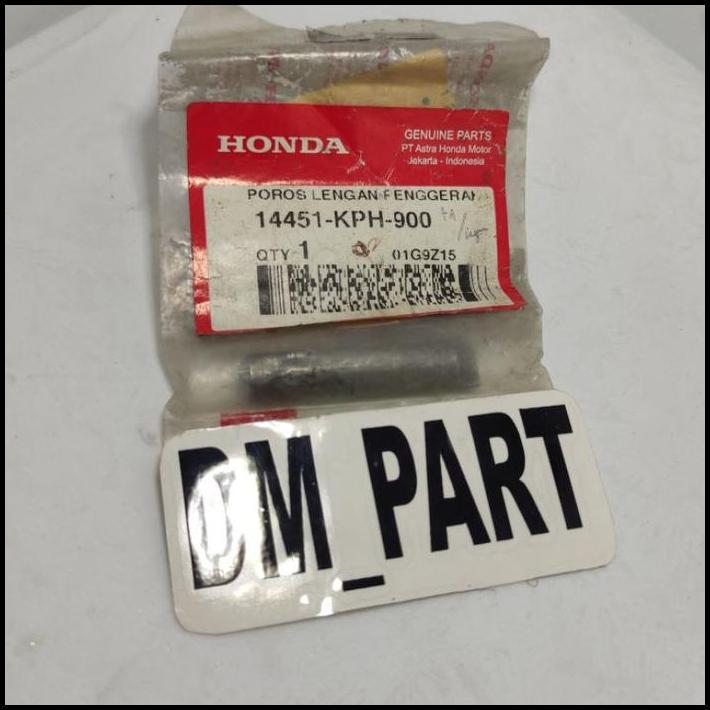 HONDA
GENUINE PARTS
PT Astra Honda Motor
Jakarta - Indonesia
POROS LENGAN PENGGERAK
14451-KPH-900
QTY 1
01G9Z15
DM_PART